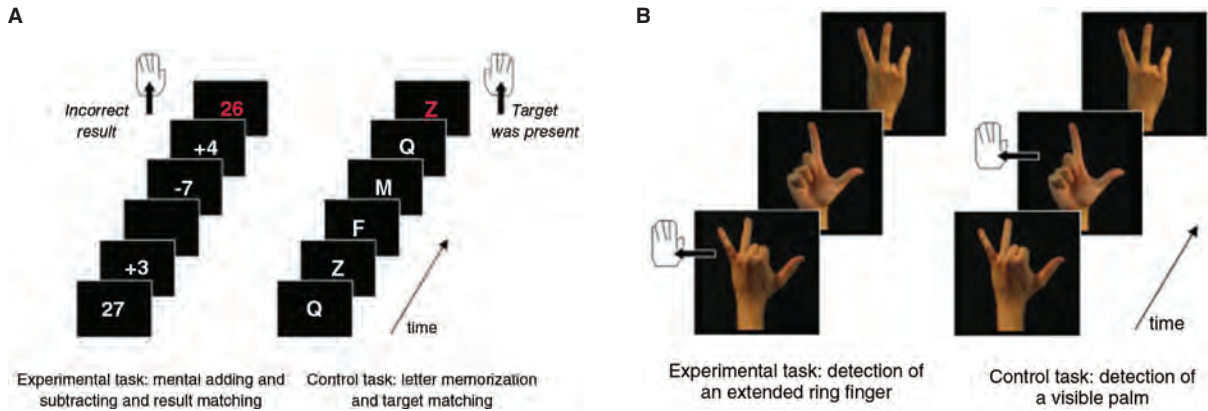 A
Incorrect
result
26
+4
-7
+3
27
Z
Q
M
F
Z
Q
Target
was present
time
Experimental task: mental adding and
subtracting and result matching
Control task: letter memorization
and target matching
B
time
Experimental task: detection of
an extended ring finger
Control task: detection of
a visible palm